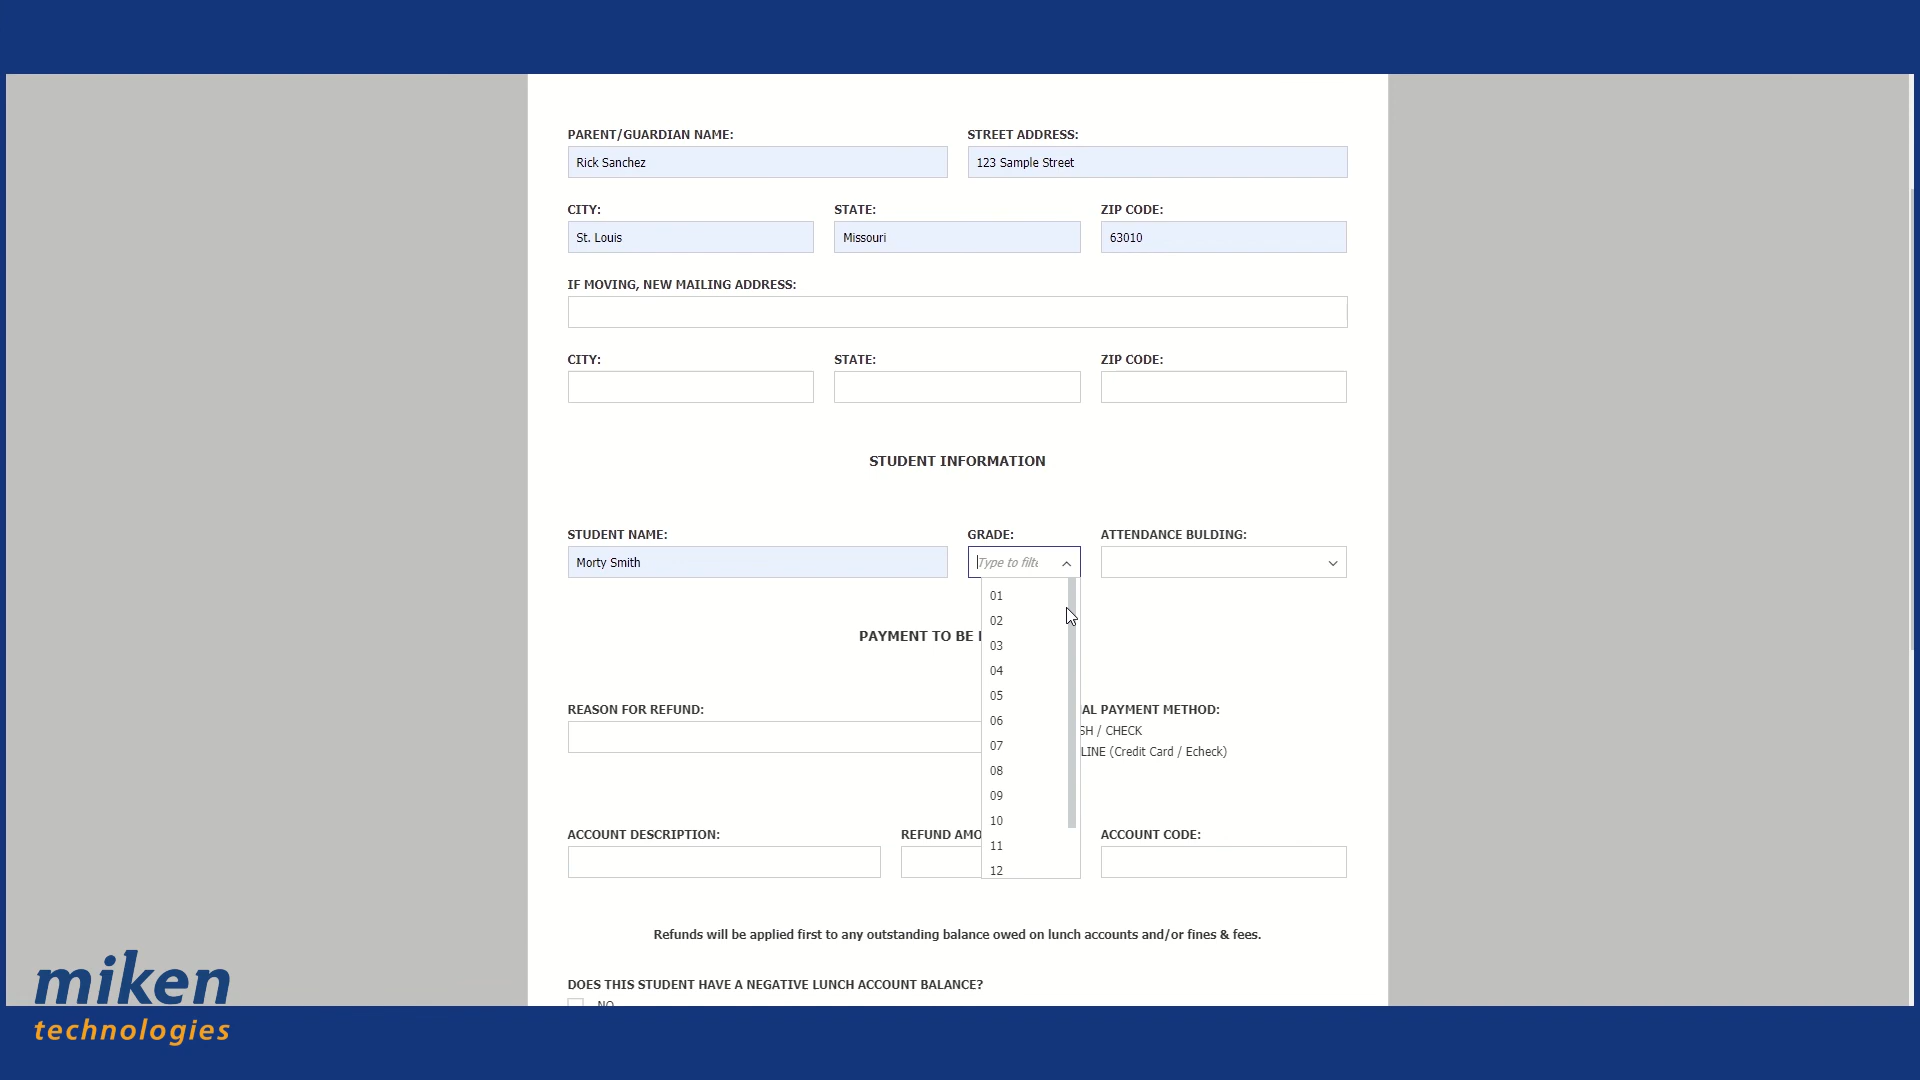 PARENT/GUARDIAN NAME: STREET ADDRESS:
Rick Sanchez 123 Sample Street
CITY: STATE: ZIP CODE:
St. Louis Missouri 63010
IF MOVING, NEW MAILING ADDRESS:
CITY: STATE: ZIP CODE:
STUDENT INFORMATION
STUDENT NAME: GRADE: ATTENDANCE BULDING:
Morty Smith Type to filte
01
02
03
04
05
06
07
08
09
10
11
12
PAYMENT TO BE
REASON FOR REFUND: AL PAYMENT METHOD:
SH / CHECK
LINE (Credit Card / Echeck)
ACCOUNT DESCRIPTION: REFUND AMO ACCOUNT CODE:
Refunds will be applied first to any outstanding balance owed on lunch accounts and/or fines & fees.
DOES THIS STUDENT HAVE A NEGATIVE LUNCH ACCOUNT BALANCE?
NO
miken
technologies